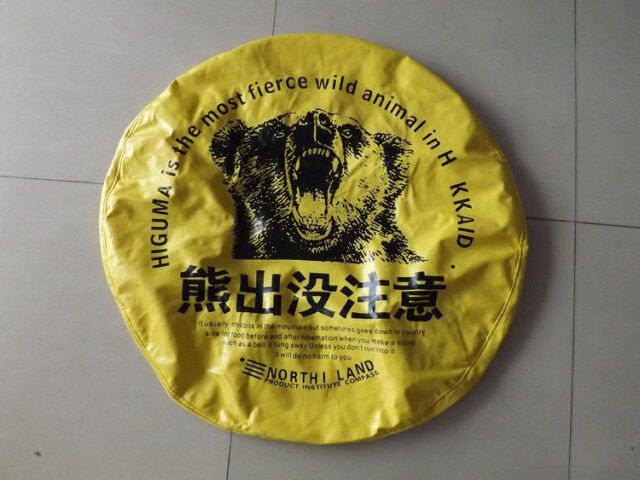 HIGUMA is the most fierce wild animal in H KKAID .
熊出没注意
It usually inhabits in the mountain but sometimes goes down to country
side for food before and after hibernation when you make a sound
such as a bell it rung away Unless you don't run into it
it will do no harm to you
NORTH I LAND
PRODUCT INSTITUTE COMPASS